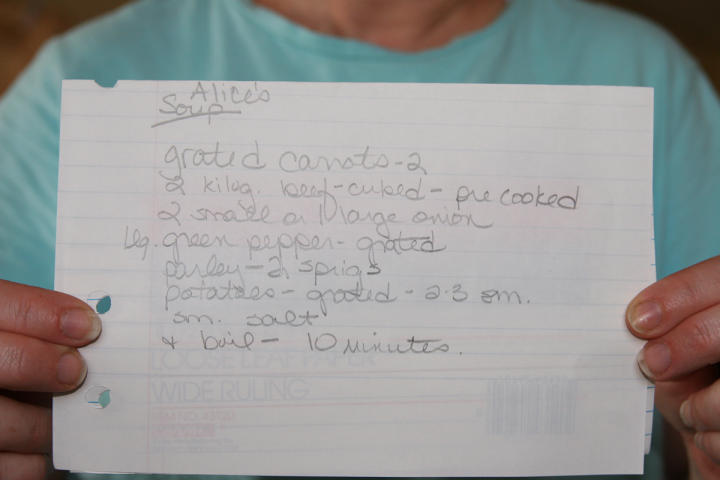 Alice's
Soup
grated carrots-2
2 kilog. beef-cubed- pre cooked
2 small or 1 large onion
lg. green pepper- grated
parley-2 sprigs
potatoes- grated - 2-3 sm.
sm. salt
& boil- 10 minutes.
LOOSE LEAF PAPER
WIDE RULING